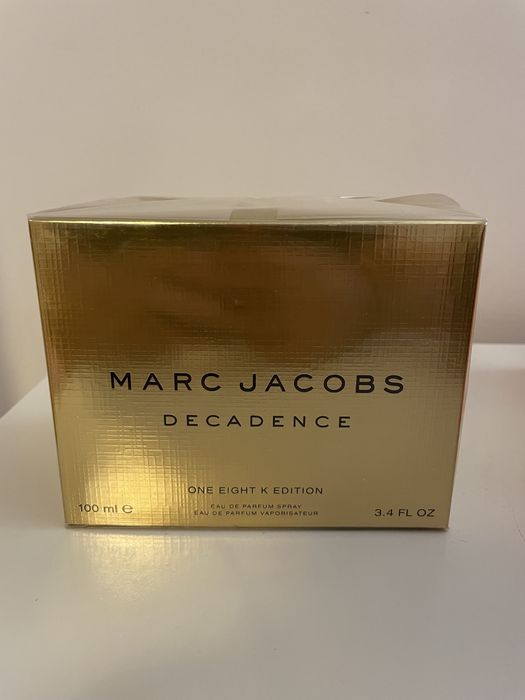 MARC JACOBS
DECADENCE
ONE EIGHT K EDITION
EAU DE PARFUM SPRAY
EAU DE PARFUM VAPORISATEUR
100 ml ℮
3.4 FL OZ